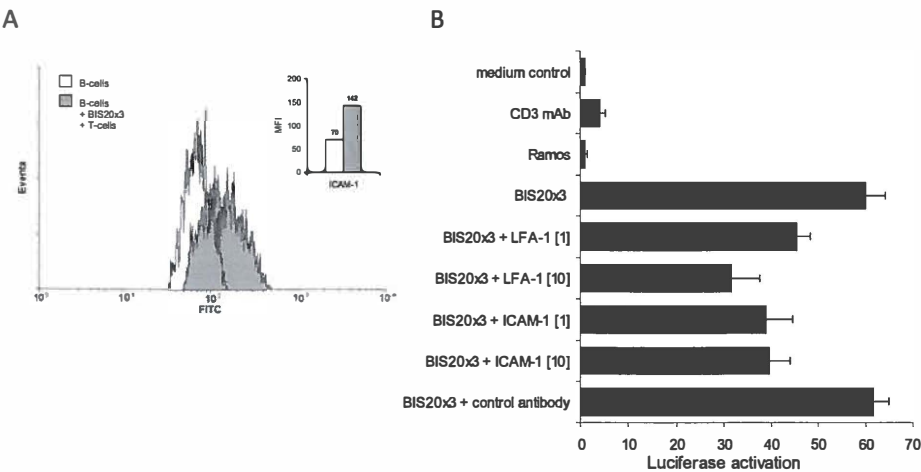 A
B-cells
B-cells
+ BIS20x3
+ T-cells
Events
10⁰
10¹
10²
10³
10⁴
FITC
200
150
100
50
0
MFI
70
142
ICAM-1
B
medium control
CD3 mAb
Ramos
BIS20x3
BIS20x3 + LFA-1 [1]
BIS20x3 + LFA-1 [10]
BIS20x3 + ICAM-1 [1]
BIS20x3 + ICAM-1 [10]
BIS20x3 + control antibody
0 10 20 30 40 50 60 70
Luciferase activation